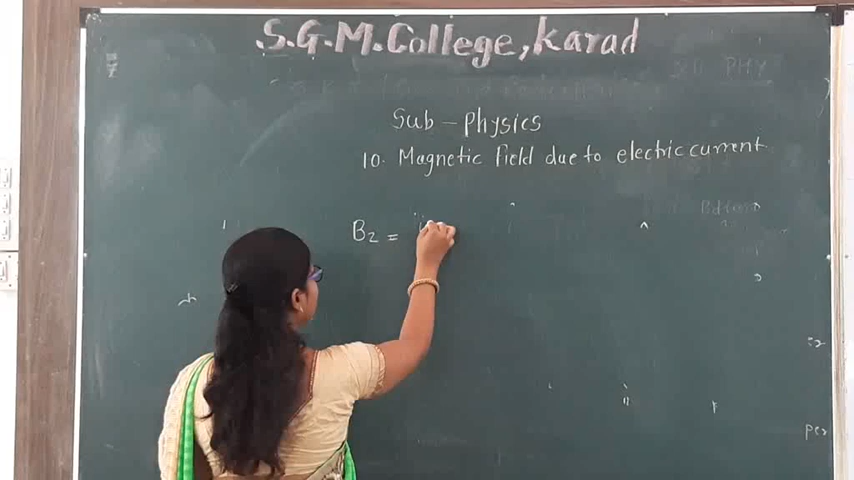 S.G.M. College, Karad
Sub - Physics
10. Magnetic field due to electric current
B2 =